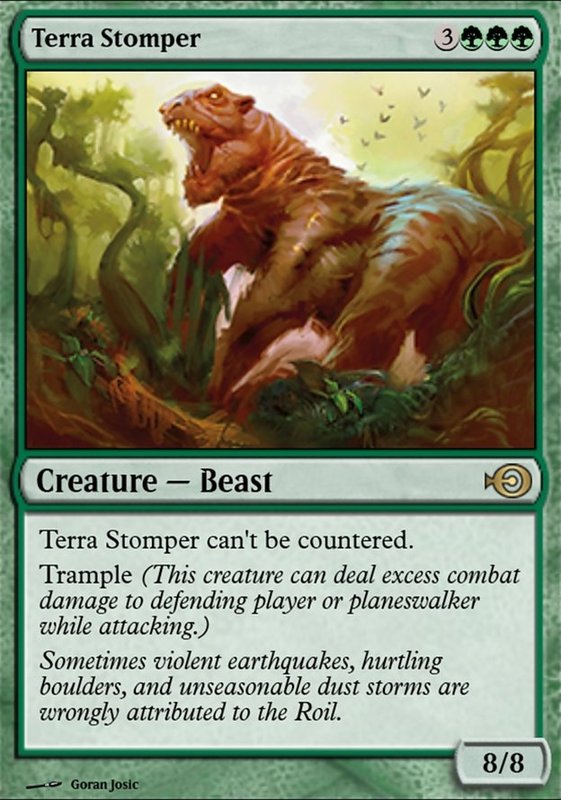 Terra Stomper 3
Creature — Beast
Terra Stomper can't be countered.
Trample (This creature can deal excess combat
damage to defending player or planeswalker
while attacking.)
Sometimes violent earthquakes, hurtling
boulders, and unseasonable dust storms are
wrongly attributed to the Roil.
8/8
Goran Josic